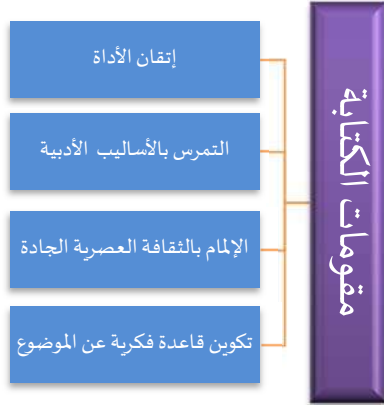 مقومات الكتابة
إتقان الأداة
التمرس بالأساليب الأدبية
الإلمام بالثقافة العصرية الجادة
تكوين قاعدة فكرية عن الموضوع